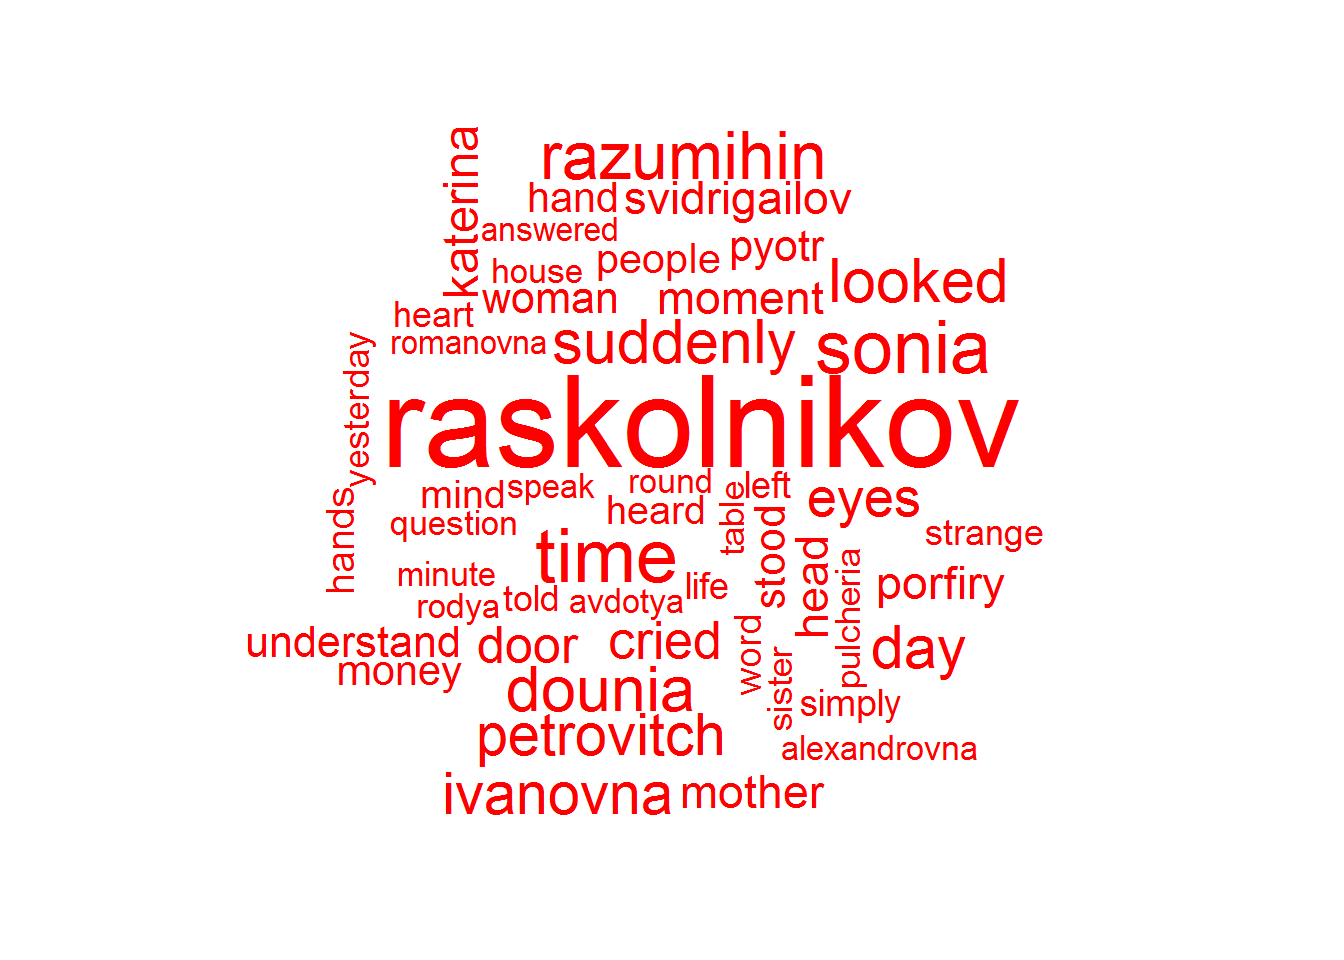 katerina
razumihin
hand svidrigailov
answered
people pyotr
house
looked
woman moment
heart
suddenly sonia
romanovna
yesterday
raskolnikov
mind speak round left
eyes
hands
question
heard
table
stood
strange
time
head
minute
life
pulcheria
porfiry
rodya told avdotya
understand door cried
word
day
money
dounia
sister
simply
petrovitch
alexandrovna
ivanovna mother